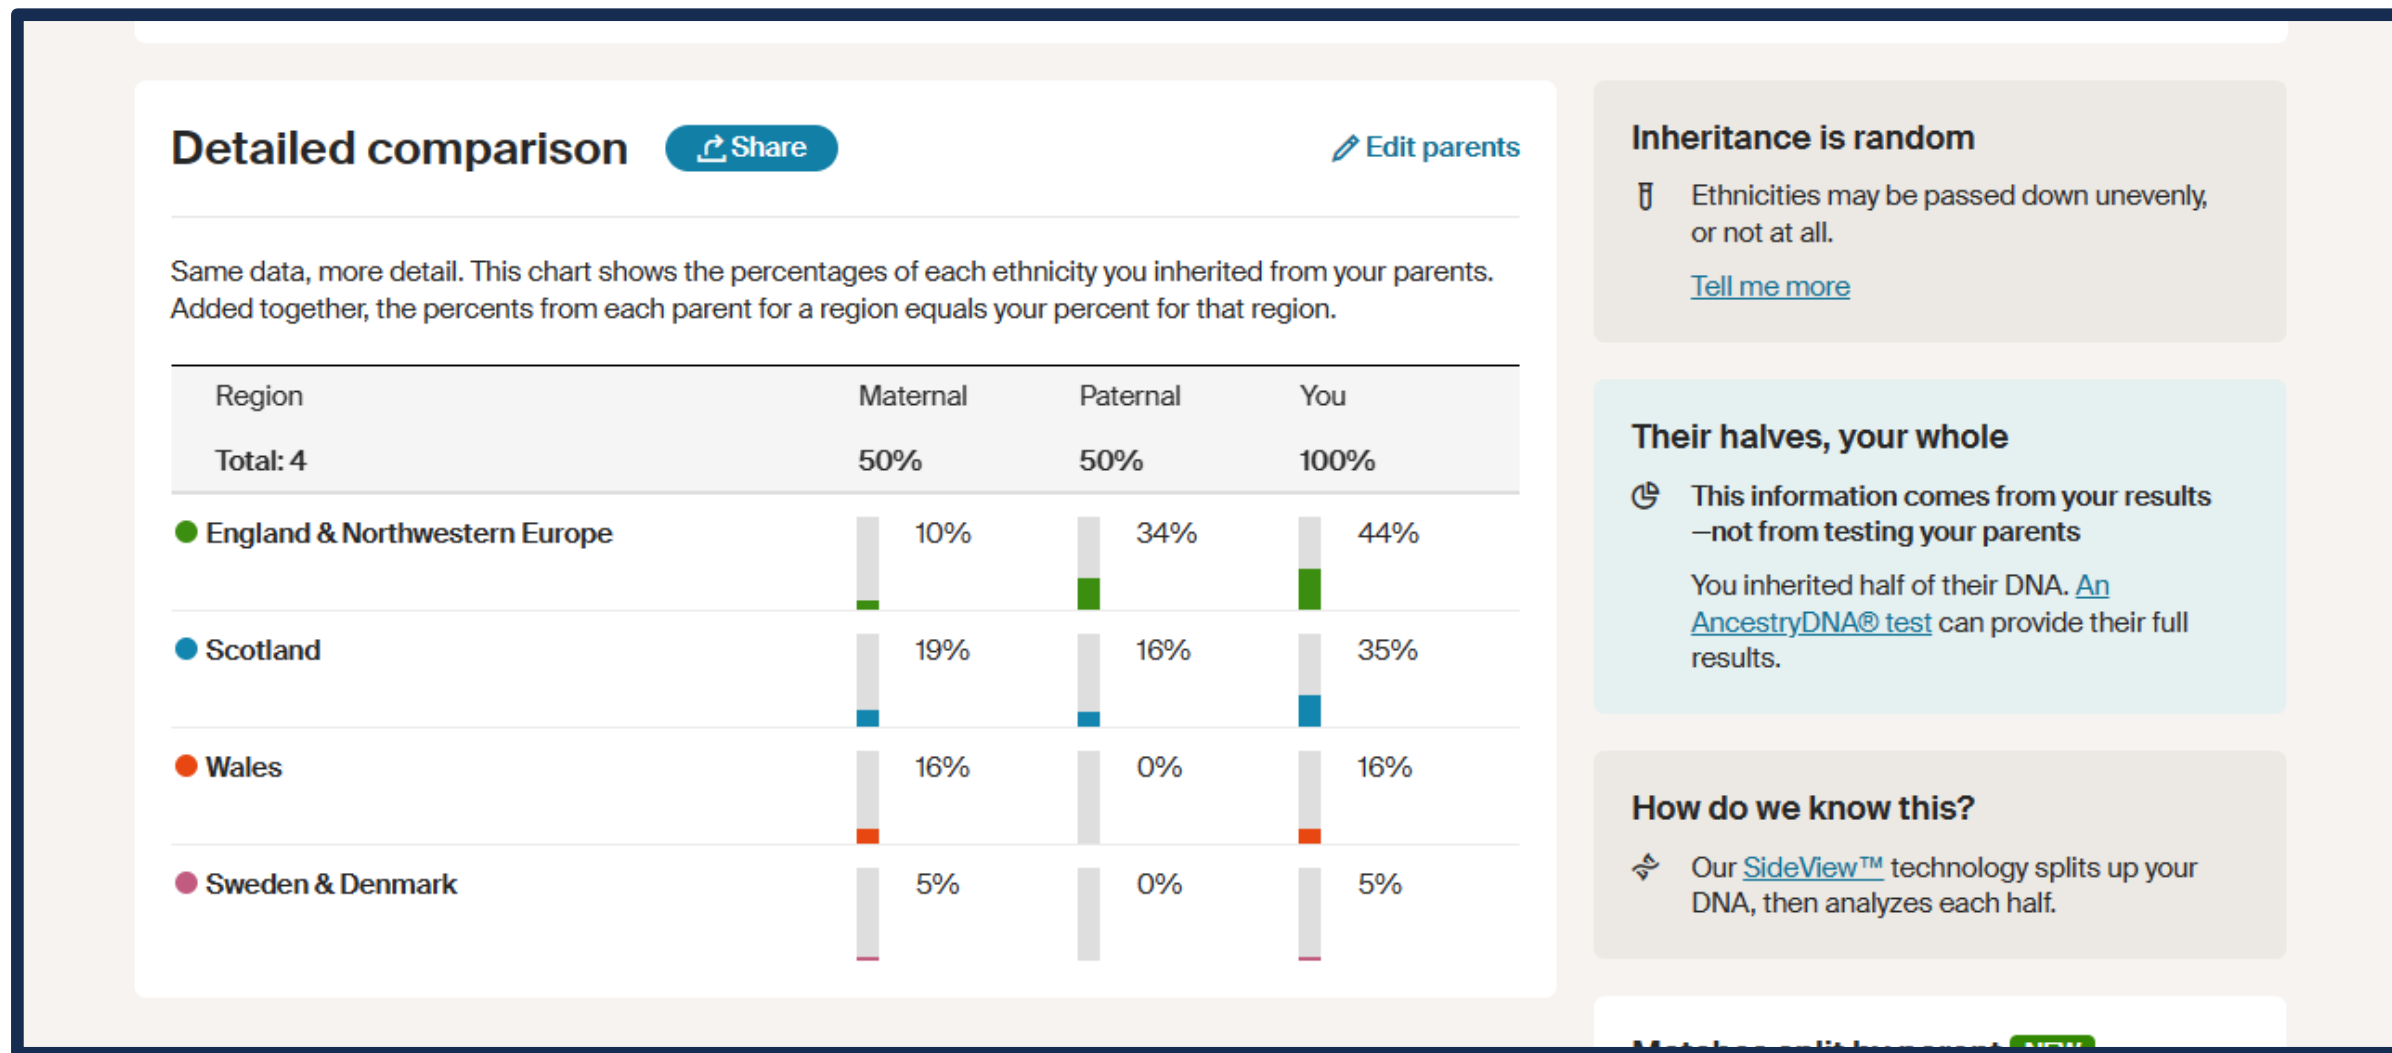 Detailed comparison
Share
Edit parents
Same data, more detail. This chart shows the percentages of each ethnicity you inherited from your parents.
Added together, the percents from each parent for a region equals your percent for that region.
Region Maternal Paternal You
Total: 4 50% 50% 100%
England & Northwestern Europe 10% 34% 44%
Scotland 19% 16% 35%
Wales 16% 0% 16%
Sweden & Denmark 5% 0% 5%
Inheritance is random
Ethnicities may be passed down unevenly,
or not at all.
Tell me more
Their halves, your whole
This information comes from your results
—not from testing your parents
You inherited half of their DNA. An
AncestryDNA® test can provide their full
results.
How do we know this?
Our SideView™ technology splits up your
DNA, then analyzes each half.
Matches split by parent NEW